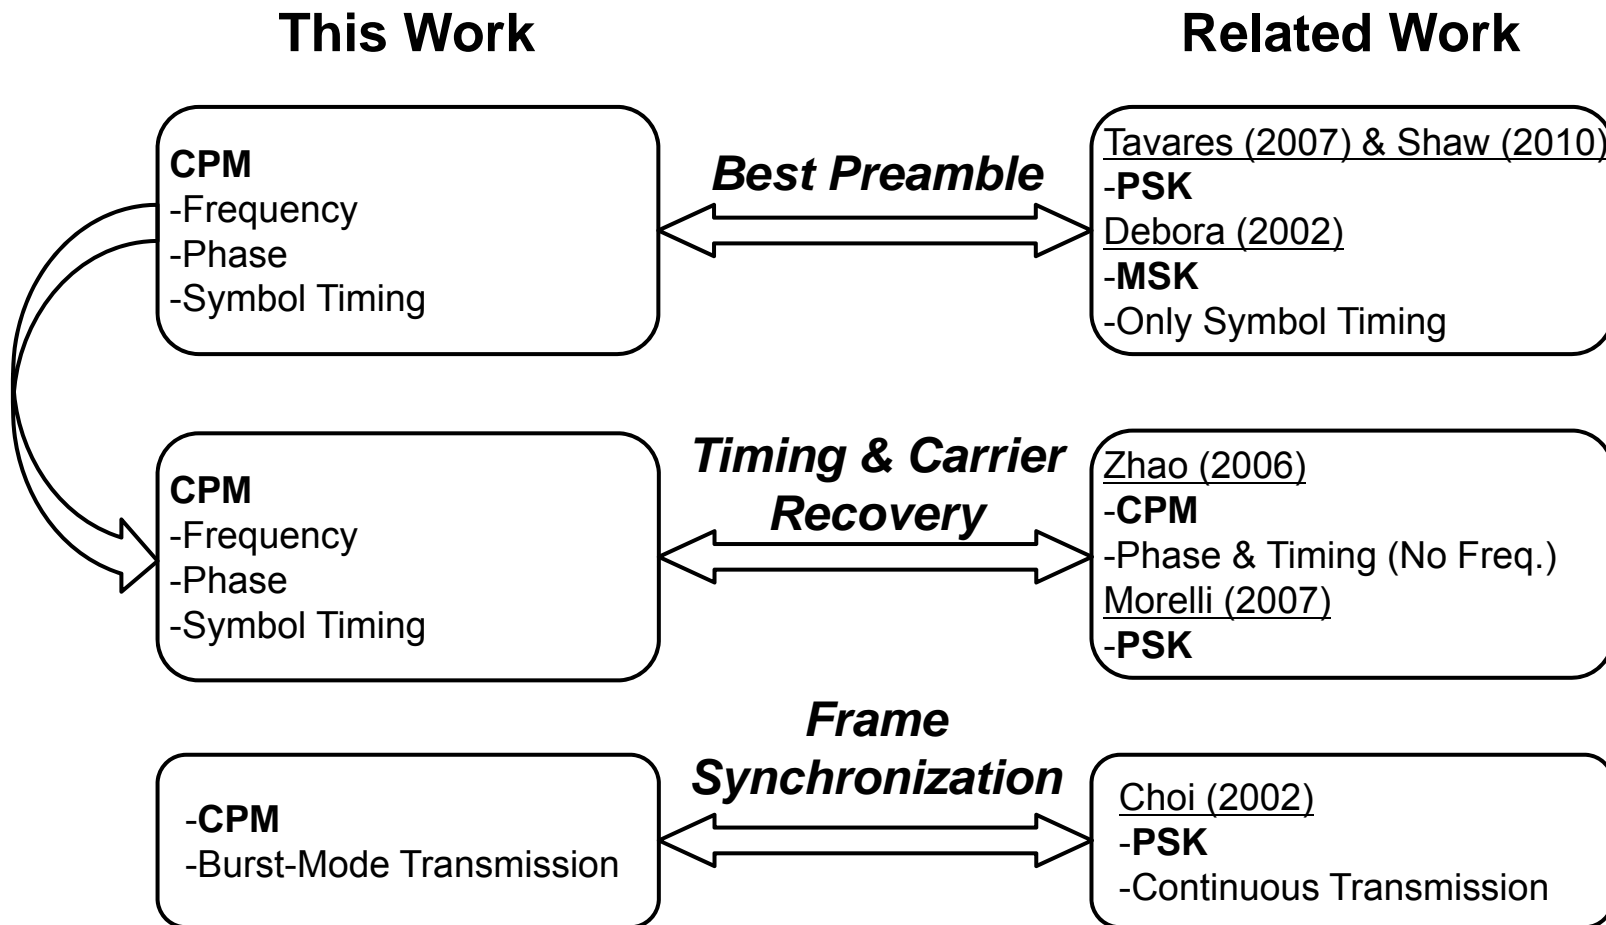 This Work
Related Work
CPM
-Frequency
-Phase
-Symbol Timing
Best Preamble
Tavares (2007) & Shaw (2010)
-PSK
Debora (2002)
-MSK
-Only Symbol Timing
CPM
-Frequency
-Phase
-Symbol Timing
Timing & Carrier
Recovery
Zhao (2006)
-CPM
-Phase & Timing (No Freq.)
Morelli (2007)
-PSK
-CPM
-Burst-Mode Transmission
Frame
Synchronization
Choi (2002)
-PSK
-Continuous Transmission